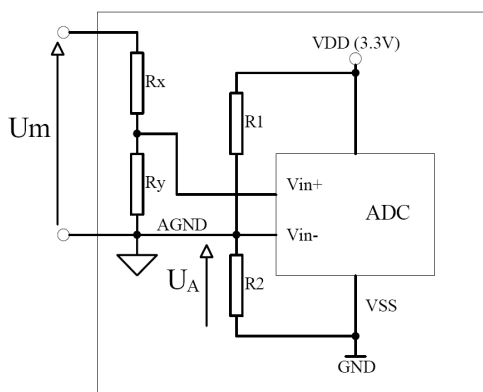 VDD (3.3V)
Rx
R1
Um
Vin+
ADC
Ry
AGND
Vin-
UA
R2
VSS
GND